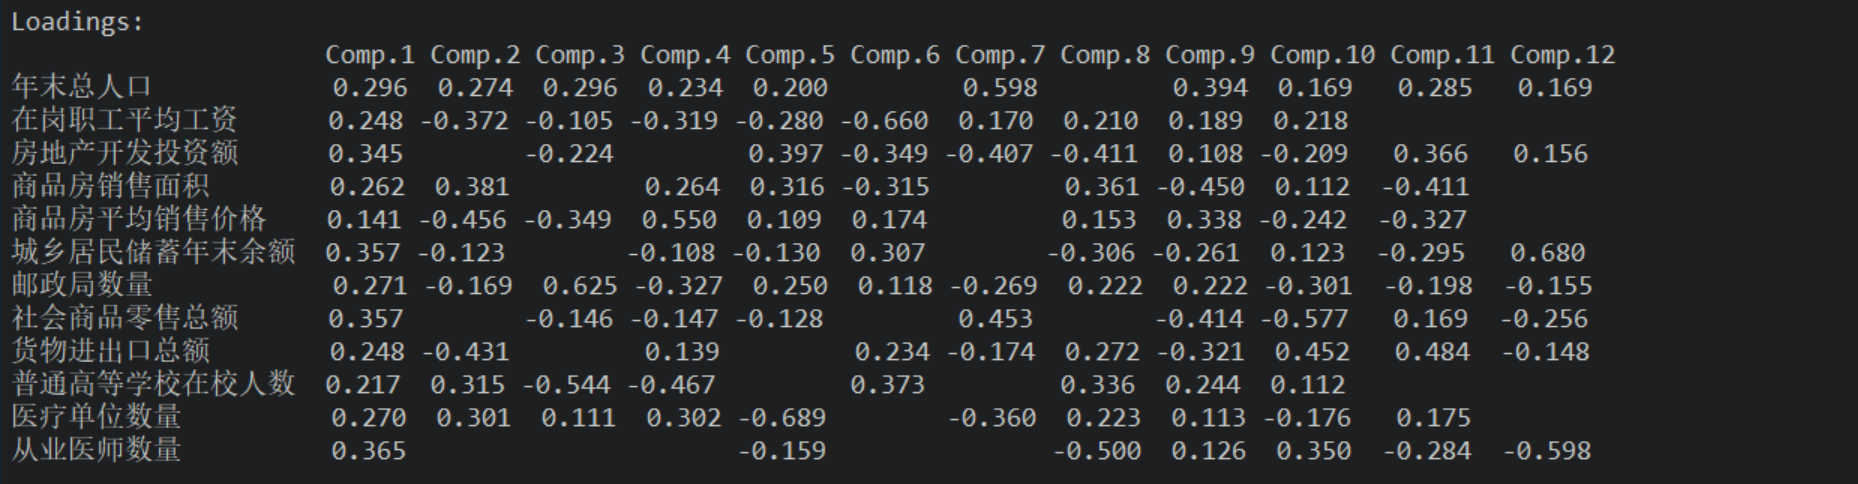 Loadings:
Comp.1 Comp.2 Comp.3 Comp.4 Comp.5 Comp.6 Comp.7 Comp.8 Comp.9 Comp.10 Comp.11 Comp.12
年末总人口 0.296 0.274 0.296 0.234 0.200 0.598 0.394 0.169 0.285 0.169
在岗职工平均工资 0.248 -0.372 -0.105 -0.319 -0.280 -0.660 0.170 0.210 0.189 0.218
房地产开发投资额 0.345 -0.224 0.397 -0.349 -0.407 -0.411 0.108 -0.209 0.366 0.156
商品房销售面积 0.262 0.381 0.264 0.316 -0.315 0.361 -0.450 0.112 -0.411
商品房平均销售价格 0.141 -0.456 -0.349 0.550 0.109 0.174 0.153 0.338 -0.242 -0.327
城乡居民储蓄年末余额 0.357 -0.123 -0.108 -0.130 0.307 -0.306 -0.261 0.123 -0.295 0.680
邮政局数量 0.271 -0.169 0.625 -0.327 0.250 0.118 -0.269 0.222 0.222 -0.301 -0.198 -0.155
社会商品零售总额 0.357 -0.146 -0.147 -0.128 0.453 -0.414 -0.577 0.169 -0.256
货物进出口总额 0.248 -0.431 0.139 0.234 -0.174 0.272 -0.321 0.452 0.484 -0.148
普通高等学校在校人数 0.217 0.315 -0.544 -0.467 0.373 0.336 0.244 0.112
医疗单位数量 0.270 0.301 0.111 0.302 -0.689 -0.360 0.223 0.113 -0.176 0.175
从业医师数量 0.365 -0.159 -0.500 0.126 0.350 -0.284 -0.598